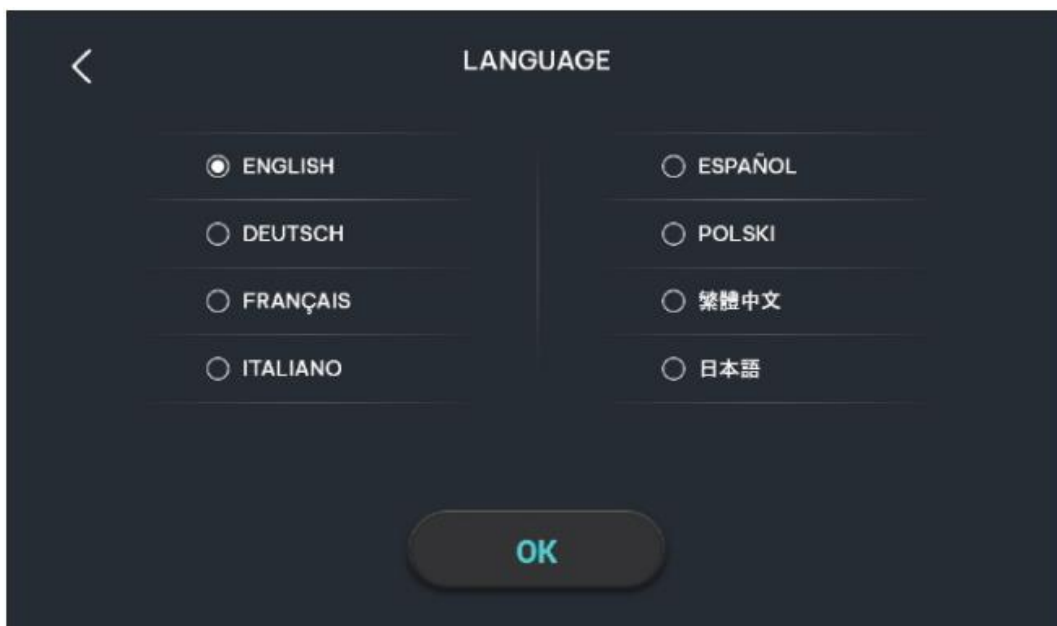 LANGUAGE
ENGLISH
DEUTSCH
FRANÇAIS
ITALIANO
ESPAÑOL
POLSKI
繁體中文
日本語
OK